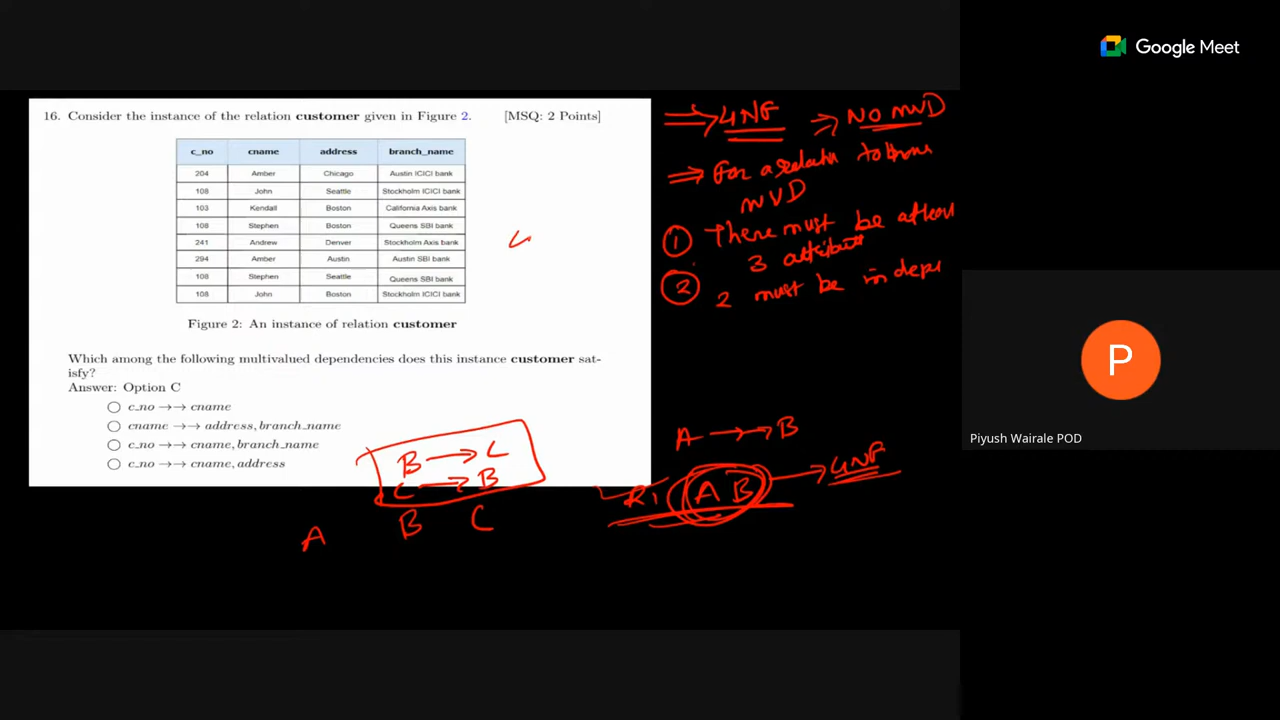 Google Meet
16. Consider the instance of the relation customer given in Figure 2. [MSQ: 2 Points]
c_no cname address branch_name
204 Amber Chicago Austin ICICI bank
108 John Seattle Stockholm ICICI bank
103 Kendall Boston California Axis bank
108 Stephen Boston Queens SBI bank
241 Andrew Denver Stockholm Axis bank
294 Amber Austin Austin SBI bank
108 Stephen Seattle Queens SBI bank
108 John Boston Stockholm ICICI bank
Figure 2: An instance of relation customer
Which among the following multivalued dependencies does this instance customer sat-
isfy?
Answer: Option C
c_no →→ cname
cname →→ address, branch_name
c_no →→ cname, branch_name
c_no →→ cname, address
B →→ C
C →→ B
A B C
⇒ 4NF ⇒ NO MVD
⇒ For a to
MVD
① There must be
3
② 2 must be in
A →→ B
R1 (A B) → 4NF
P
Piyush Wairale POD